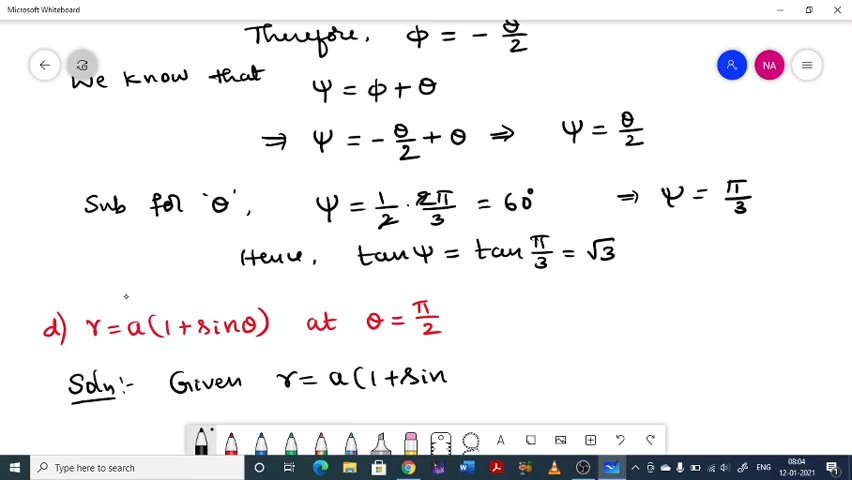 Microsoft Whiteboard
Therefore, ϕ = - θ/2
We know that ψ = ϕ + θ
NA
⇒ ψ = - θ/2 + θ ⇒ ψ = θ/2
Sub for 'θ', ψ = 1/2 · 2π/3 = 60° ⇒ ψ = π/3
Hence, tan ψ = tan π/3 = √3
d) r = a(1+sinθ) at θ = π/2
Soln:- Given r = a(1+sin
Type here to search
ENG
08:04
12-01-2021